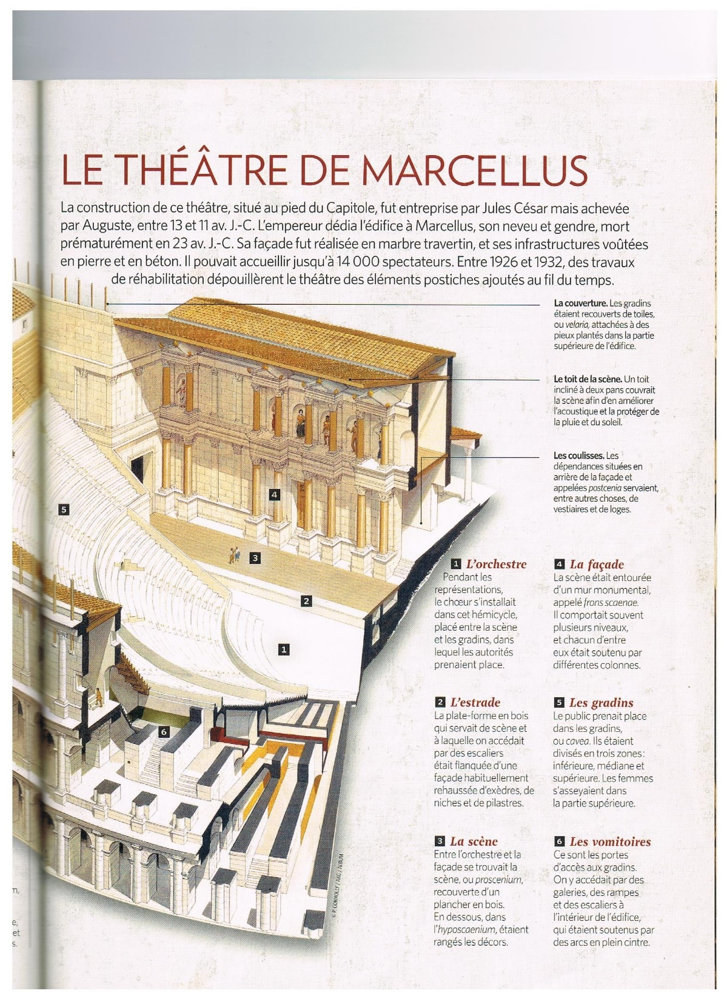 LE THÉÂTRE DE MARCELLUS
La construction de ce théâtre, situé au pied du Capitole, fut entreprise par Jules César mais achevée
par Auguste, entre 13 et 11 av. J.-C. L'empereur dédia l'édifice à Marcellus, son neveu et gendre, mort
prématurément en 23 av. J.-C. Sa façade fut réalisée en marbre travertin, et ses infrastructures voûtées
en pierre et en béton. Il pouvait accueillir jusqu'à 14 000 spectateurs. Entre 1926 et 1932, des travaux
de réhabilitation dépouillèrent le théâtre des éléments postiches ajoutés au fil du temps.
La couverture. Les gradins
étaient recouverts de toiles,
ou velaria, attachées à des
pieux plantés dans la partie
supérieure de l'édifice.
Le toit de la scène. Un toit
incliné à deux pans couvrait
la scène afin d'en améliorer
l'acoustique et la protéger de
la pluie et du soleil.
Les coulisses. Les
dépendances situées en
arrière de la façade et
appelées postcenia servaient,
entre autres choses, de
vestiaires et de loges.
4
5
3
2
1
6
1 L'orchestre
Pendant les
représentations,
le chœur s'installait
dans cet hémicycle,
placé entre la scène
et les gradins, dans
lequel les autorités
prenaient place.
2 L'estrade
La plate-forme en bois
qui servait de scène et
à laquelle on accédait
par des escaliers
était flanquée d'une
façade habituellement
rehaussée d'exèdres, de
niches et de pilastres.
3 La scène
Entre l'orchestre et la
façade se trouvait la
scène, ou proscenium,
recouverte d'un
plancher en bois.
En dessous, dans
l'hyposcaenium, étaient
rangés les décors.
4 La façade
La scène était entourée
d'un mur monumental,
appelé frons scaenae.
Il comportait souvent
plusieurs niveaux,
et chacun d'entre
eux était soutenu par
différentes colonnes.
5 Les gradins
Le public prenait place
dans les gradins,
ou cavea. Ils étaient
divisés en trois zones :
inférieure, médiane et
supérieure. Les femmes
s'asseyaient dans
la partie supérieure.
6 Les vomitoires
Ce sont les portes
d'accès aux gradins.
On y accédait par des
galeries, des rampes
et des escaliers à
l'intérieur de l'édifice,
qui étaient soutenus par
des arcs en plein cintre.
© P. CONNOLLY / AKG / ALBUM
et
s.